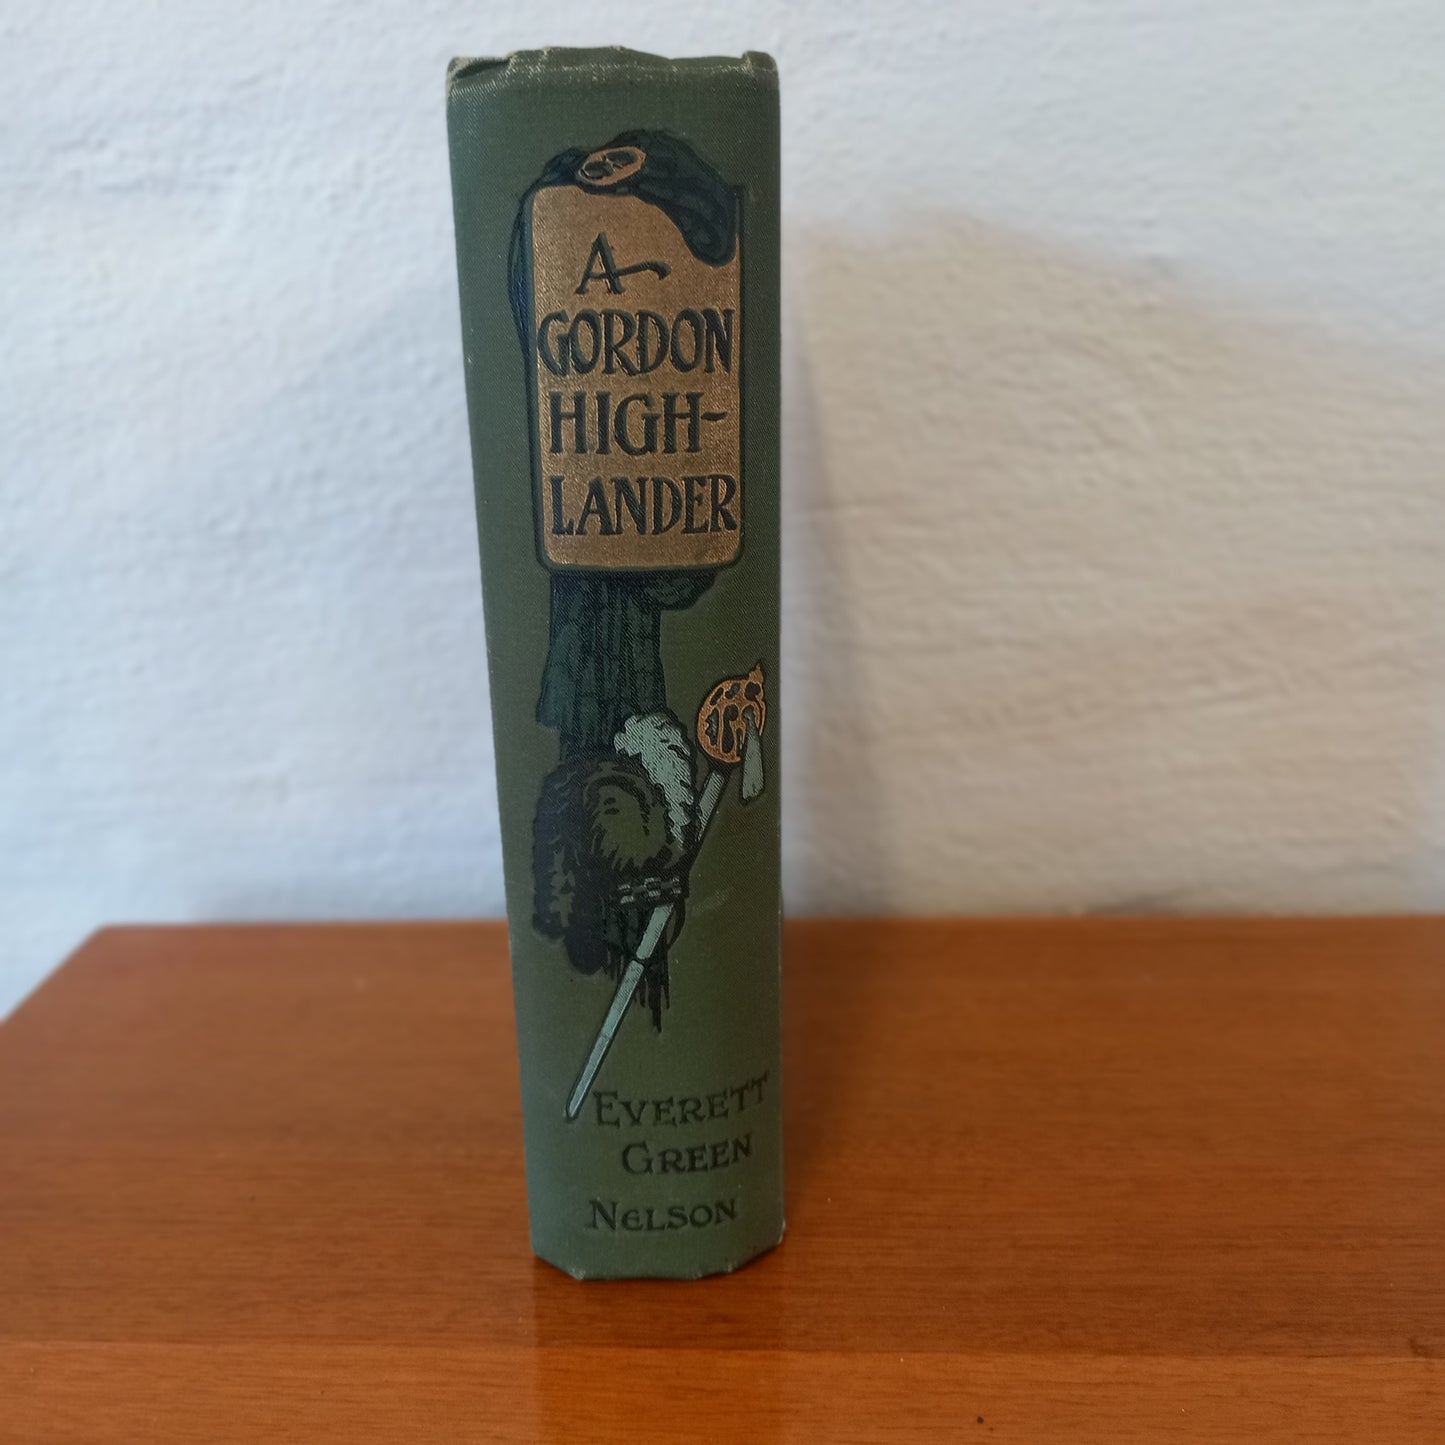 A
GORDON
HIGH-
LANDER
EVERETT
GREEN
NELSON